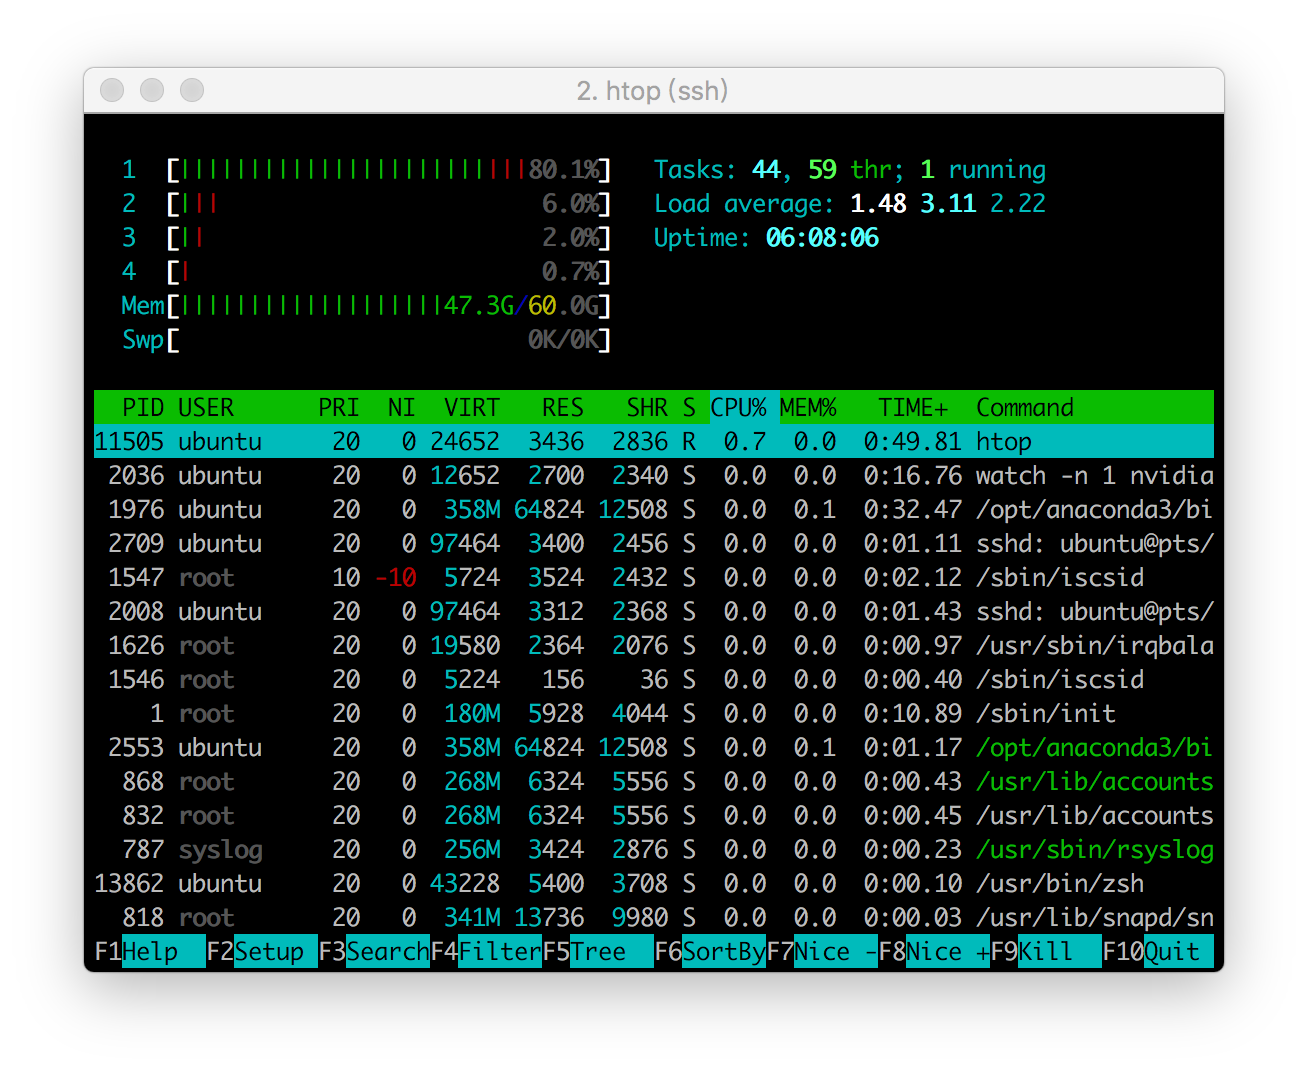 2. htop (ssh)
1 [||||||||||||||||||||||||| 80.1%] Tasks: 44, 59 thr; 1 running
2 [||| 6.0%] Load average: 1.48 3.11 2.22
3 [|| 2.0%] Uptime: 06:08:06
4 [| 0.7%]
Mem[|||||||||||||||||||47.3G/60.0G]
Swp[ 0K/0K]
PID USER PRI NI VIRT RES SHR S CPU% MEM% TIME+ Command
11505 ubuntu 20 0 24652 3436 2836 R 0.7 0.0 0:49.81 htop
2036 ubuntu 20 0 12652 2700 2340 S 0.0 0.0 0:16.76 watch -n 1 nvidia
1976 ubuntu 20 0 358M 64824 12508 S 0.0 0.1 0:32.47 /opt/anaconda3/bi
2709 ubuntu 20 0 97464 3400 2456 S 0.0 0.0 0:01.11 sshd: ubuntu@pts/
1547 root 10 -10 5724 3524 2432 S 0.0 0.0 0:02.12 /sbin/iscsid
2008 ubuntu 20 0 97464 3312 2368 S 0.0 0.0 0:01.43 sshd: ubuntu@pts/
1626 root 20 0 19580 2364 2076 S 0.0 0.0 0:00.97 /usr/sbin/irqbala
1546 root 20 0 5224 156 36 S 0.0 0.0 0:00.40 /sbin/iscsid
1 root 20 0 180M 5928 4044 S 0.0 0.0 0:10.89 /sbin/init
2553 ubuntu 20 0 358M 64824 12508 S 0.0 0.1 0:01.17 /opt/anaconda3/bi
868 root 20 0 268M 6324 5556 S 0.0 0.0 0:00.43 /usr/lib/accounts
832 root 20 0 268M 6324 5556 S 0.0 0.0 0:00.45 /usr/lib/accounts
787 syslog 20 0 256M 3424 2876 S 0.0 0.0 0:00.23 /usr/sbin/rsyslog
13862 ubuntu 20 0 43228 5400 3708 S 0.0 0.0 0:00.10 /usr/bin/zsh
818 root 20 0 341M 13736 9980 S 0.0 0.0 0:00.03 /usr/lib/snapd/sn
F1Help F2Setup F3SearchF4FilterF5Tree F6SortByF7Nice -F8Nice +F9Kill F10Quit